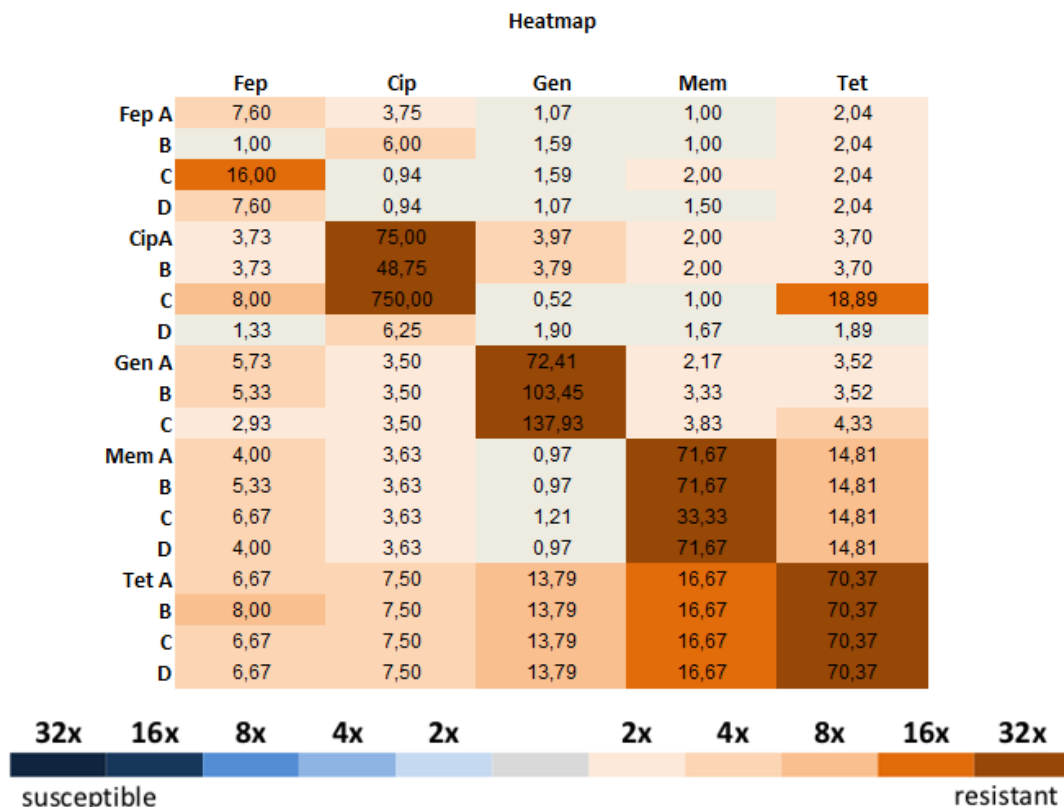 Heatmap
Fep Cip Gen Mem Tet
Fep A 7,60 3,75 1,07 1,00 2,04
B 1,00 6,00 1,59 1,00 2,04
C 16,00 0,94 1,59 2,00 2,04
D 7,60 0,94 1,07 1,50 2,04
CipA 3,73 75,00 3,97 2,00 3,70
B 3,73 48,75 3,79 2,00 3,70
C 8,00 750,00 0,52 1,00 18,89
D 1,33 6,25 1,90 1,67 1,89
Gen A 5,73 3,50 72,41 2,17 3,52
B 5,33 3,50 103,45 3,33 3,52
C 2,93 3,50 137,93 3,83 4,33
Mem A 4,00 3,63 0,97 71,67 14,81
B 5,33 3,63 0,97 71,67 14,81
C 6,67 3,63 1,21 33,33 14,81
D 4,00 3,63 0,97 71,67 14,81
Tet A 6,67 7,50 13,79 16,67 70,37
B 8,00 7,50 13,79 16,67 70,37
C 6,67 7,50 13,79 16,67 70,37
D 6,67 7,50 13,79 16,67 70,37
32x 16x 8x 4x 2x 2x 4x 8x 16x 32x
susceptible resistant